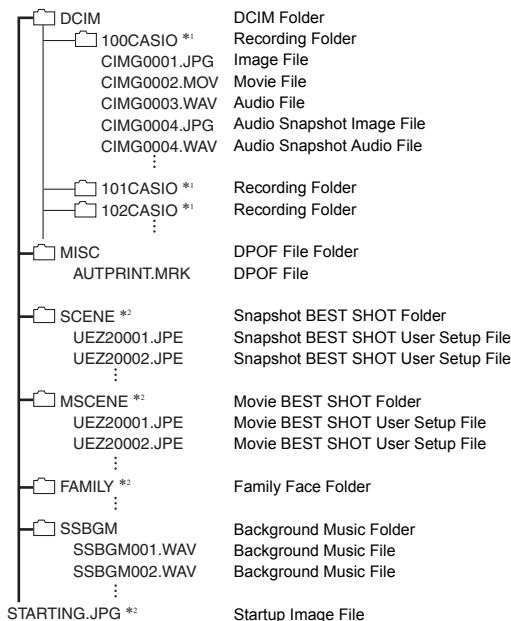 DCIM DCIM Folder
100CASIO *1 Recording Folder
CIMG0001.JPG Image File
CIMG0002.MOV Movie File
CIMG0003.WAV Audio File
CIMG0004.JPG Audio Snapshot Image File
CIMG0004.WAV Audio Snapshot Audio File
101CASIO *1 Recording Folder
102CASIO *1 Recording Folder
MISC DPOF File Folder
AUTPRINT.MRK DPOF File
SCENE *2 Snapshot BEST SHOT Folder
UEZ20001.JPE Snapshot BEST SHOT User Setup File
UEZ20002.JPE Snapshot BEST SHOT User Setup File
MSCENE *2 Movie BEST SHOT Folder
UEZ20001.JPE Movie BEST SHOT User Setup File
UEZ20002.JPE Movie BEST SHOT User Setup File
FAMILY *2 Family Face Folder
SSBGM Background Music Folder
SSBGM001.WAV Background Music File
SSBGM002.WAV Background Music File
STARTING.JPG *2 Startup Image File